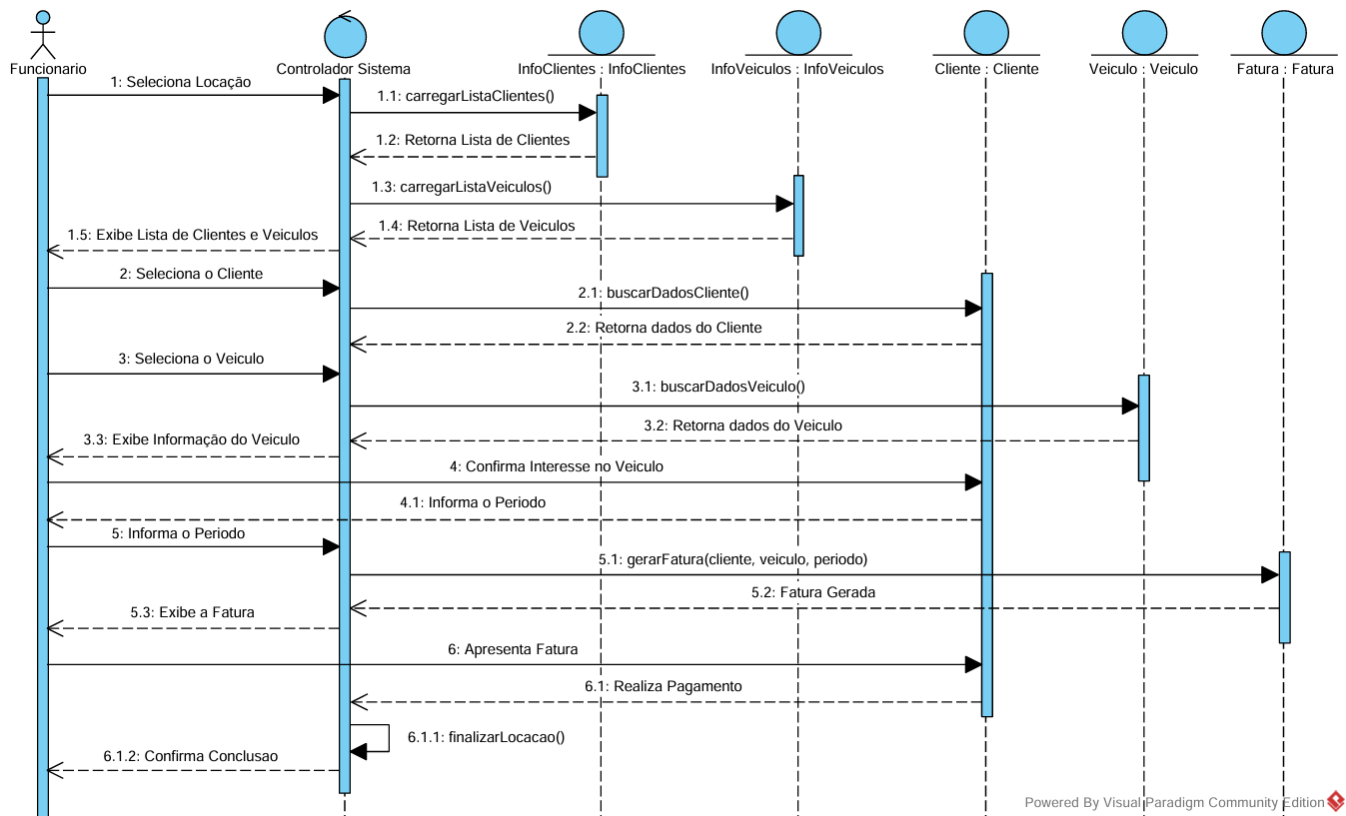 Funcionario
Controlador Sistema
InfoClientes : InfoClientes
InfoVeiculos : InfoVeiculos
Cliente : Cliente
Veiculo : Veiculo
Fatura : Fatura
1: Seleciona Locação
1.1: carregarListaClientes()
1.2: Retorna Lista de Clientes
1.3: carregarListaVeiculos()
1.4: Retorna Lista de Veiculos
1.5: Exibe Lista de Clientes e Veiculos
2: Seleciona o Cliente
2.1: buscarDadosCliente()
2.2: Retorna dados do Cliente
3: Seleciona o Veiculo
3.1: buscarDadosVeiculo()
3.2: Retorna dados do Veiculo
3.3: Exibe Informação do Veiculo
4: Confirma Interesse no Veiculo
4.1: Informa o Periodo
5: Informa o Periodo
5.1: gerarFatura(cliente, veiculo, periodo)
5.2: Fatura Gerada
5.3: Exibe a Fatura
6: Apresenta Fatura
6.1: Realiza Pagamento
6.1.1: finalizarLocacao()
6.1.2: Confirma Conclusao
Powered By Visual Paradigm Community Edition